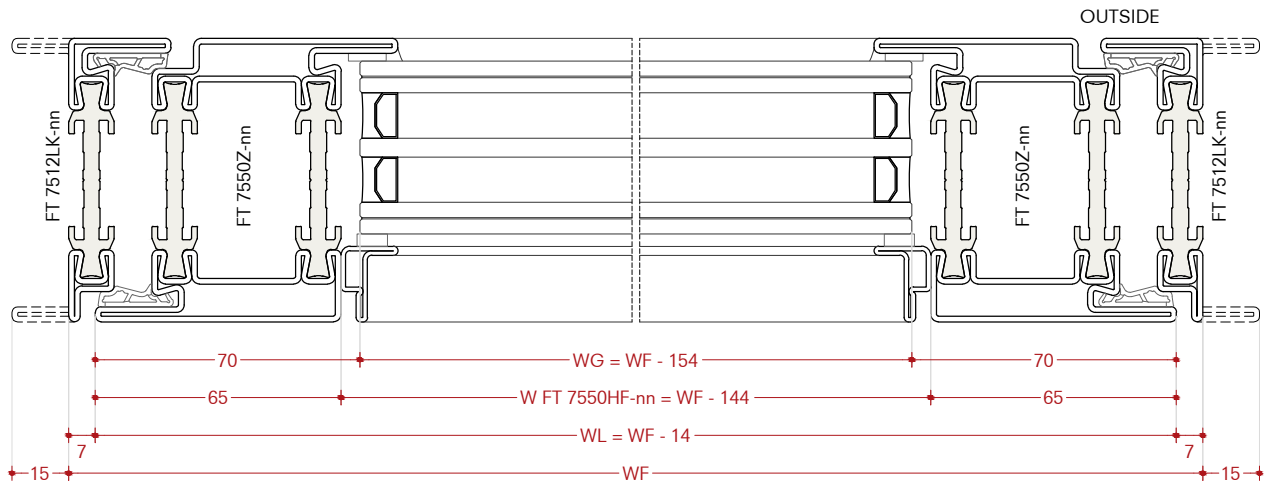 OUTSIDE
FT 7512LK-nn
FT 7550Z-nn
FT 7550Z-nn
FT 7512LK-nn
70
WG = WF - 154
70
65
W FT 7550HF-nn = WF - 144
65
7
WL = WF - 14
7
15
WF
15